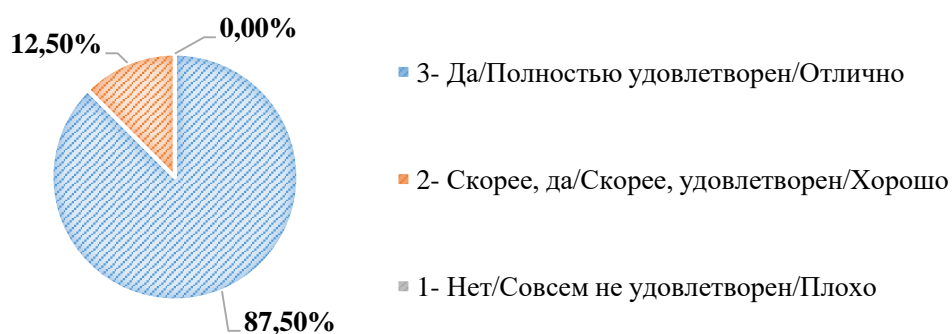 12,50%
0,00%
87,50%
3- Да/Полностью удовлетворен/Отлично
2- Скорее, да/Скорее, удовлетворен/Хорошо
1- Нет/Совсем не удовлетворен/Плохо